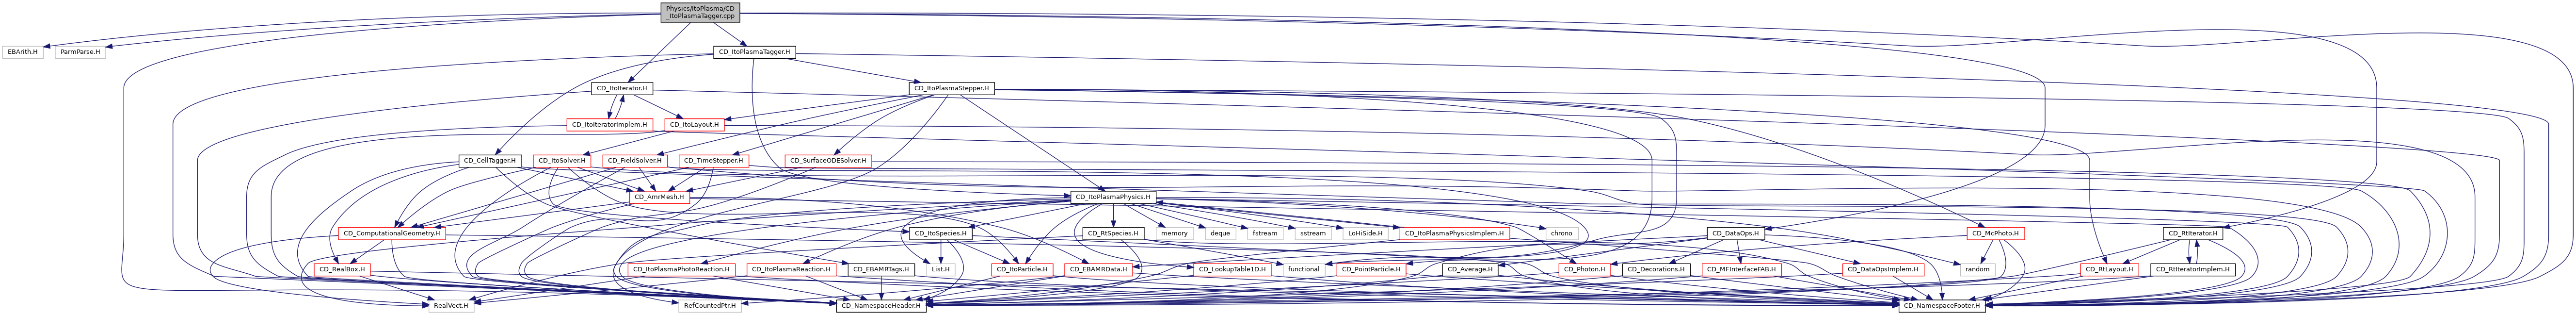 Physics/ItoPlasma/CD
_ItoPlasmaTagger.cpp
EBArith.H
ParmParse.H
CD_ItoPlasmaTagger.H
CD_ItoIterator.H
CD_ItoPlasmaStepper.H
CD_ItoIteratorImplem.H
CD_ItoLayout.H
CD_CellTagger.H
CD_ItoSolver.H
CD_FieldSolver.H
CD_TimeStepper.H
CD_SurfaceODESolver.H
CD_AmrMesh.H
CD_ItoPlasmaPhysics.H
CD_ComputationalGeometry.H
CD_ItoSpecies.H
CD_RtSpecies.H
memory
deque
fstream
sstream
LoHiSide.H
CD_ItoPlasmaPhysicsImplem.H
chrono
CD_DataOps.H
CD_McPhoto.H
CD_RtIterator.H
CD_RealBox.H
CD_ItoPlasmaPhotoReaction.H
CD_ItoPlasmaReaction.H
CD_EBAMRTags.H
List.H
CD_ItoParticle.H
CD_EBAMRData.H
CD_LookupTable1D.H
functional
CD_PointParticle.H
CD_Average.H
CD_Photon.H
CD_Decorations.H
CD_MFInterfaceFAB.H
CD_DataOpsImplem.H
random
CD_RtLayout.H
CD_RtIteratorImplem.H
RealVect.H
RefCountedPtr.H
CD_NamespaceHeader.H
CD_NamespaceFooter.H